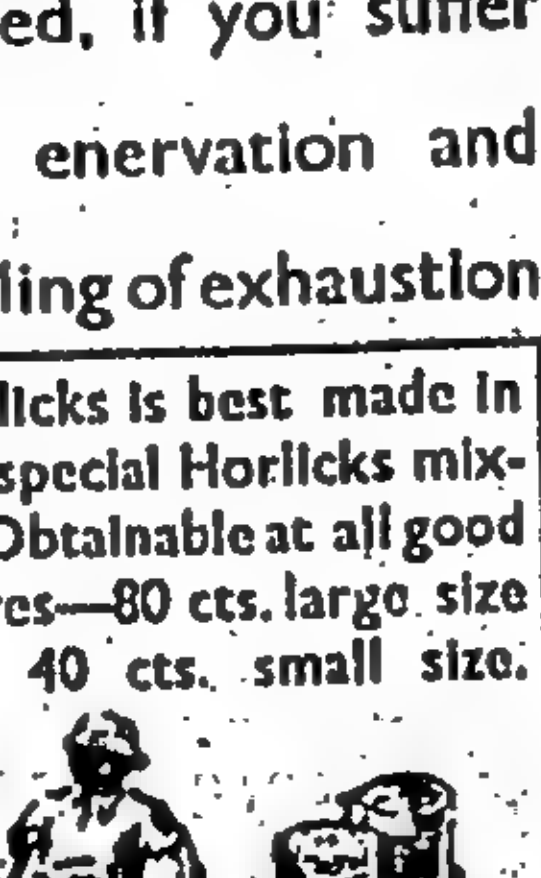 ed, if you suffer
enervation and
ling of exhaustion
licks is best made in
special Horlicks mix-
Obtainable at all good
res—80 cts. large size
40 cts. small size.